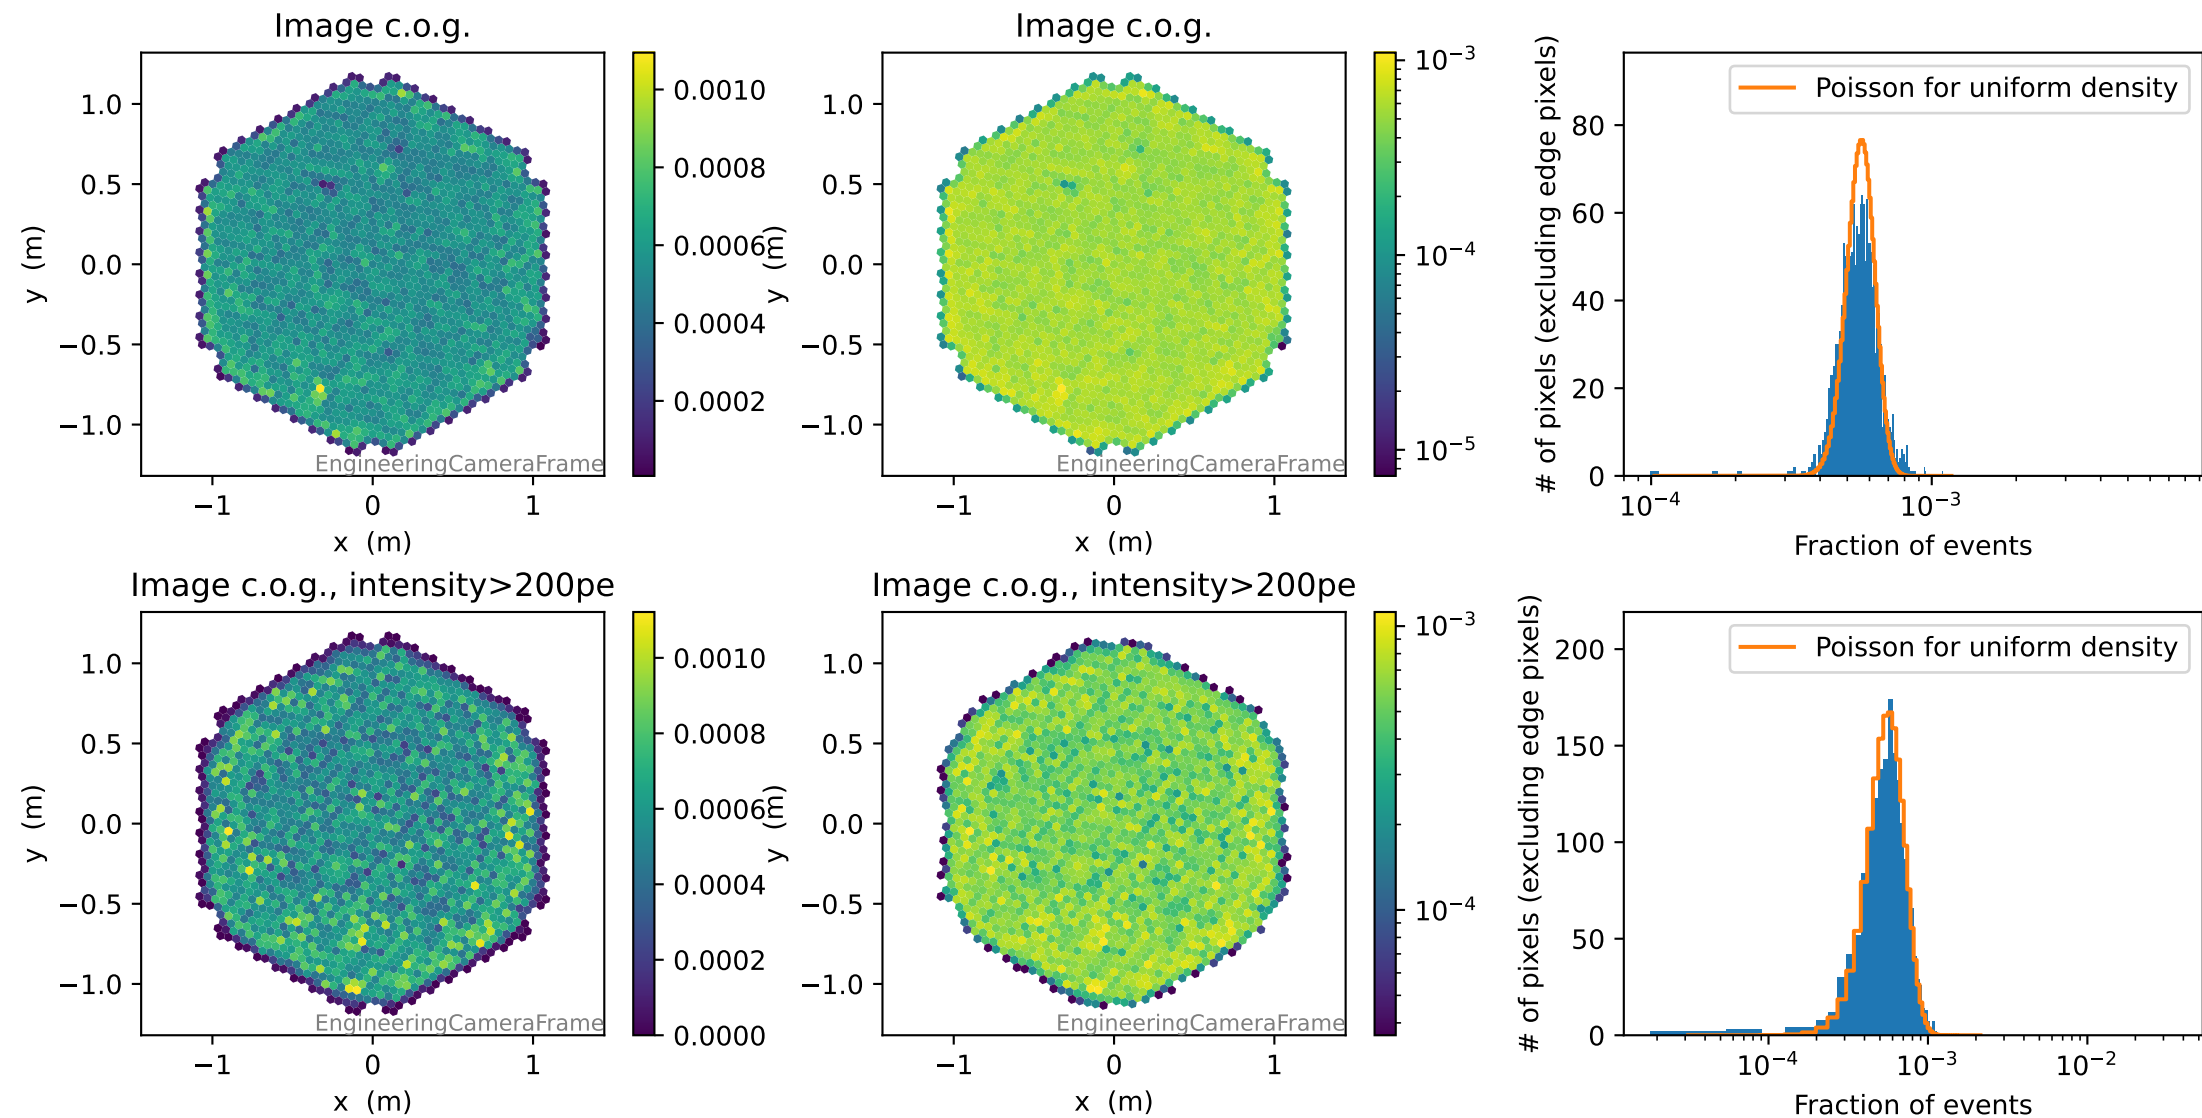 Image c.o.g.
1.0
0.5
0.0
−0.5
−1.0
y (m)
−1
0
1
x (m)
EngineeringCameraFrame
0.0010
0.0008
0.0006
0.0004
0.0002
Image c.o.g.
1.0
0.5
0.0
−0.5
−1.0
y (m)
−1
0
1
x (m)
EngineeringCameraFrame
10−3
10−4
10−5
Poisson for uniform density
80
60
40
20
0
# of pixels (excluding edge pixels)
10−4
10−3
Fraction of events
Image c.o.g., intensity>200pe
1.0
0.5
0.0
−0.5
−1.0
y (m)
−1
0
1
x (m)
EngineeringCameraFrame
0.0010
0.0008
0.0006
0.0004
0.0002
0.0000
Image c.o.g., intensity>200pe
1.0
0.5
0.0
−0.5
−1.0
y (m)
−1
0
1
x (m)
EngineeringCameraFrame
10−3
10−4
Poisson for uniform density
200
150
100
50
0
# of pixels (excluding edge pixels)
10−4
10−3
10−2
Fraction of events